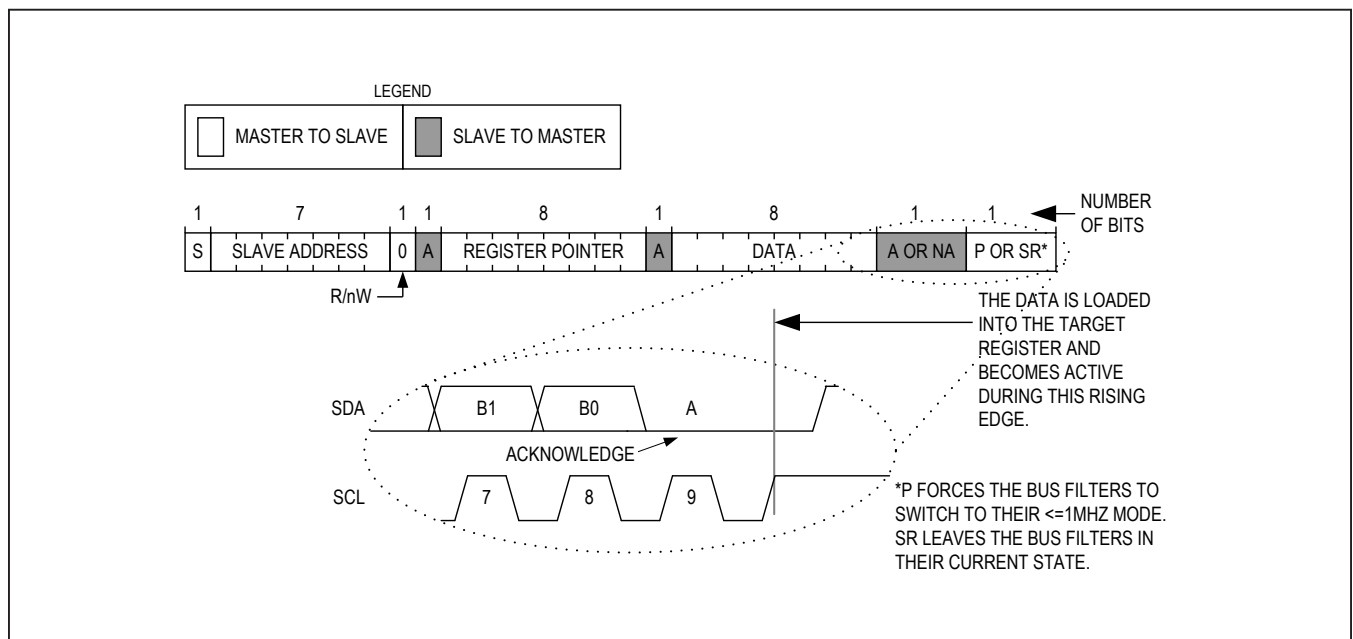 LEGEND
MASTER TO SLAVE
SLAVE TO MASTER
1 7 1 1 8 1 8 1 1
NUMBER
OF BITS
S SLAVE ADDRESS 0 A REGISTER POINTER A DATA A OR NA P OR SR*
R/nW
THE DATA IS LOADED
INTO THE TARGET
REGISTER AND
BECOMES ACTIVE
DURING THIS RISING
EDGE.
SDA B1 B0 A
ACKNOWLEDGE
SCL 7 8 9
*P FORCES THE BUS FILTERS TO
SWITCH TO THEIR <=1MHZ MODE.
SR LEAVES THE BUS FILTERS IN
THEIR CURRENT STATE.